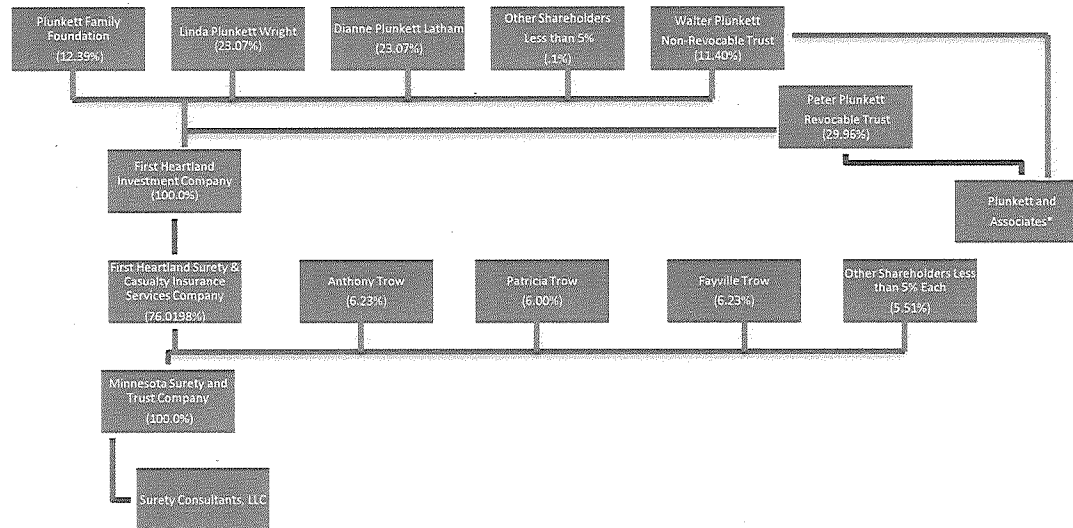 Plunkett Family
Foundation
(12.39%)
Linda Plunkett Wright
(23.07%)
Dianne Plunkett Latham
(23.07%)
Other Shareholders
Less than 5%
(.1%)
Walter Plunkett
Non-Revocable Trust
(11.40%)
Peter Plunkett
Revocable Trust
(29.96%)
First Heartland
Investment Company
(100.0%)
Plunkett and
Associates*
First Heartland Surety &
Casualty Insurance
Services Company
(76.0198%)
Anthony Trow
(6.23%)
Patricia Trow
(6.00%)
Fayville Trow
(6.23%)
Other Shareholders Less
than 5% Each
(5.51%)
Minnesota Surety and
Trust Company
(100.0%)
Surety Consultants, LLC